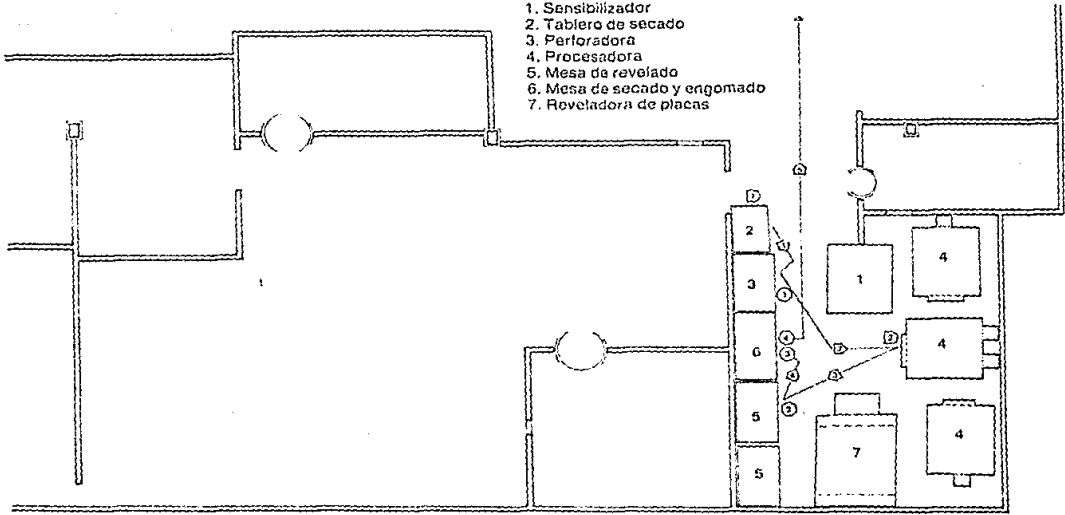 1. Sensibilizador
2. Tablero de secado
3. Perforadora
4. Procesadora
5. Mesa de revelado
6. Mesa de secado y engomado
7. Reveladora de placas
2
4
3
1
6
4
5
7
4
5